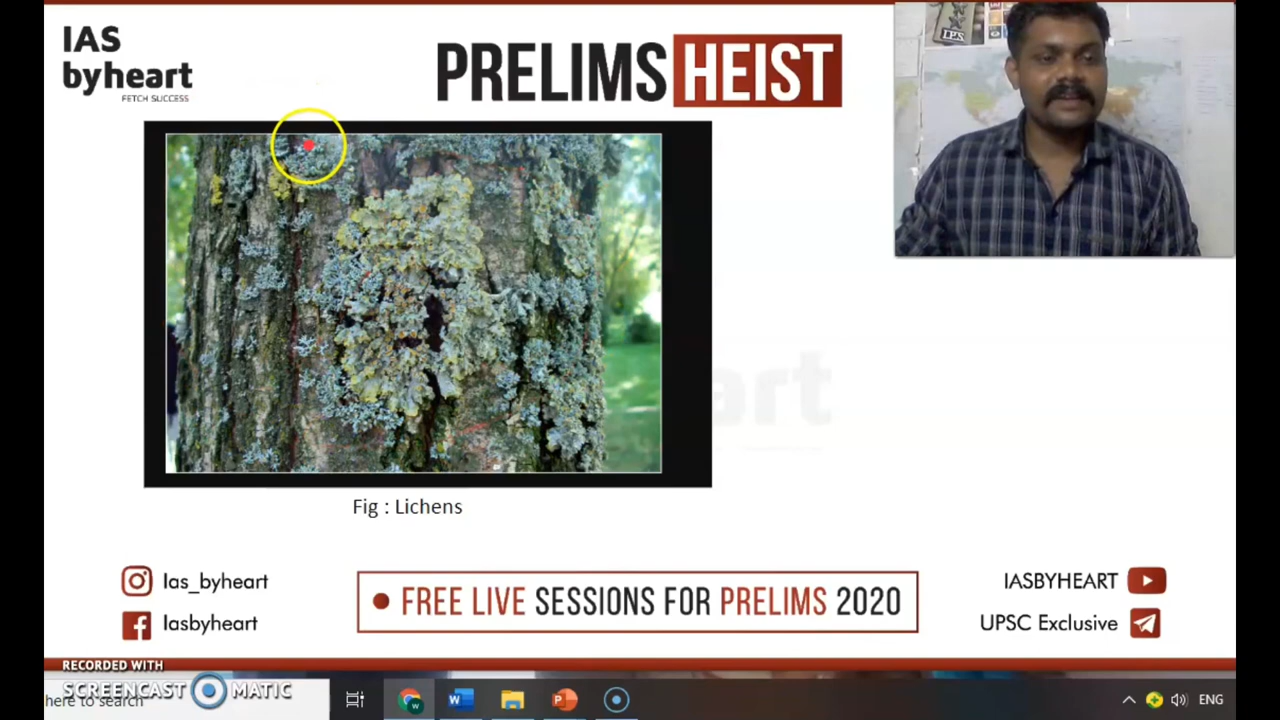 IAS
byheart
FETCH SUCCESS
PRELIMS HEIST
I.P.S.
art
Fig : Lichens
Ias_byheart
Iasbyheart
• FREE LIVE SESSIONS FOR PRELIMS 2020
IASBYHEART
UPSC Exclusive
RECORDED WITH
SCREENCAST MATIC
here to search
ENG